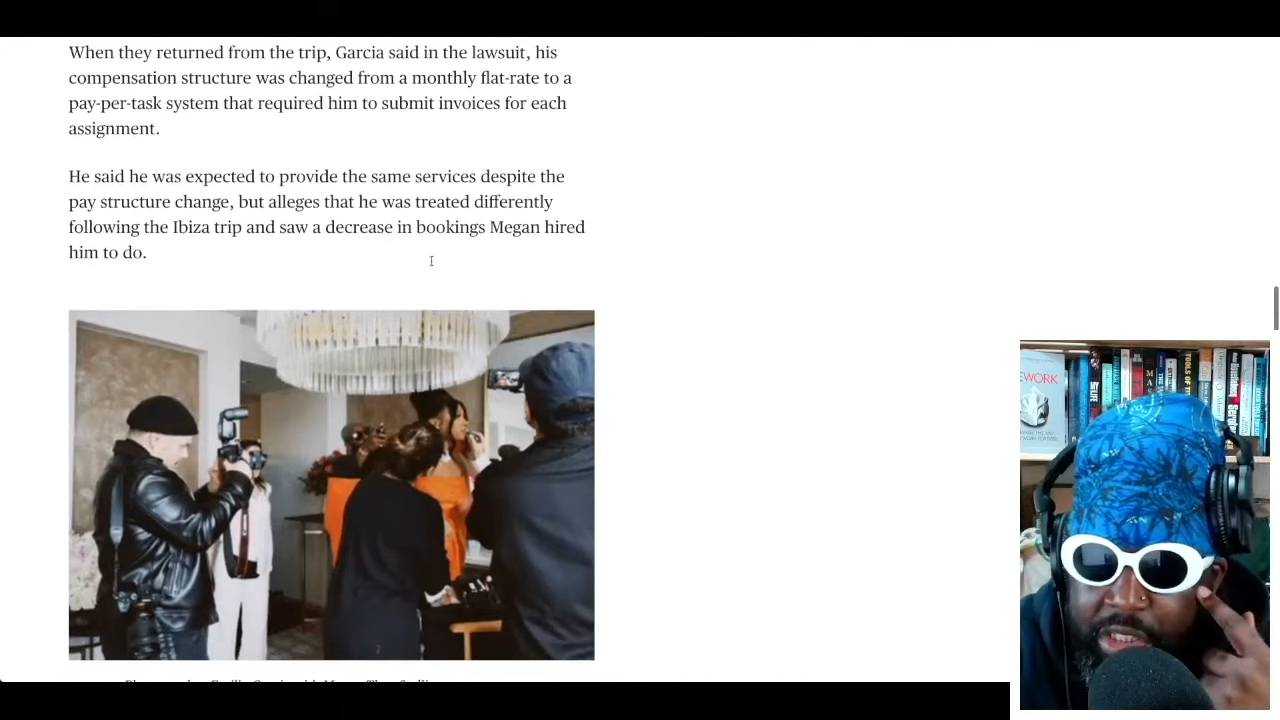 When they returned from the trip, Garcia said in the lawsuit, his
compensation structure was changed from a monthly flat-rate to a
pay-per-task system that required him to submit invoices for each
assignment.
He said he was expected to provide the same services despite the
pay structure change, but alleges that he was treated differently
following the Ibiza trip and saw a decrease in bookings Megan hired
him to do.
EWORK